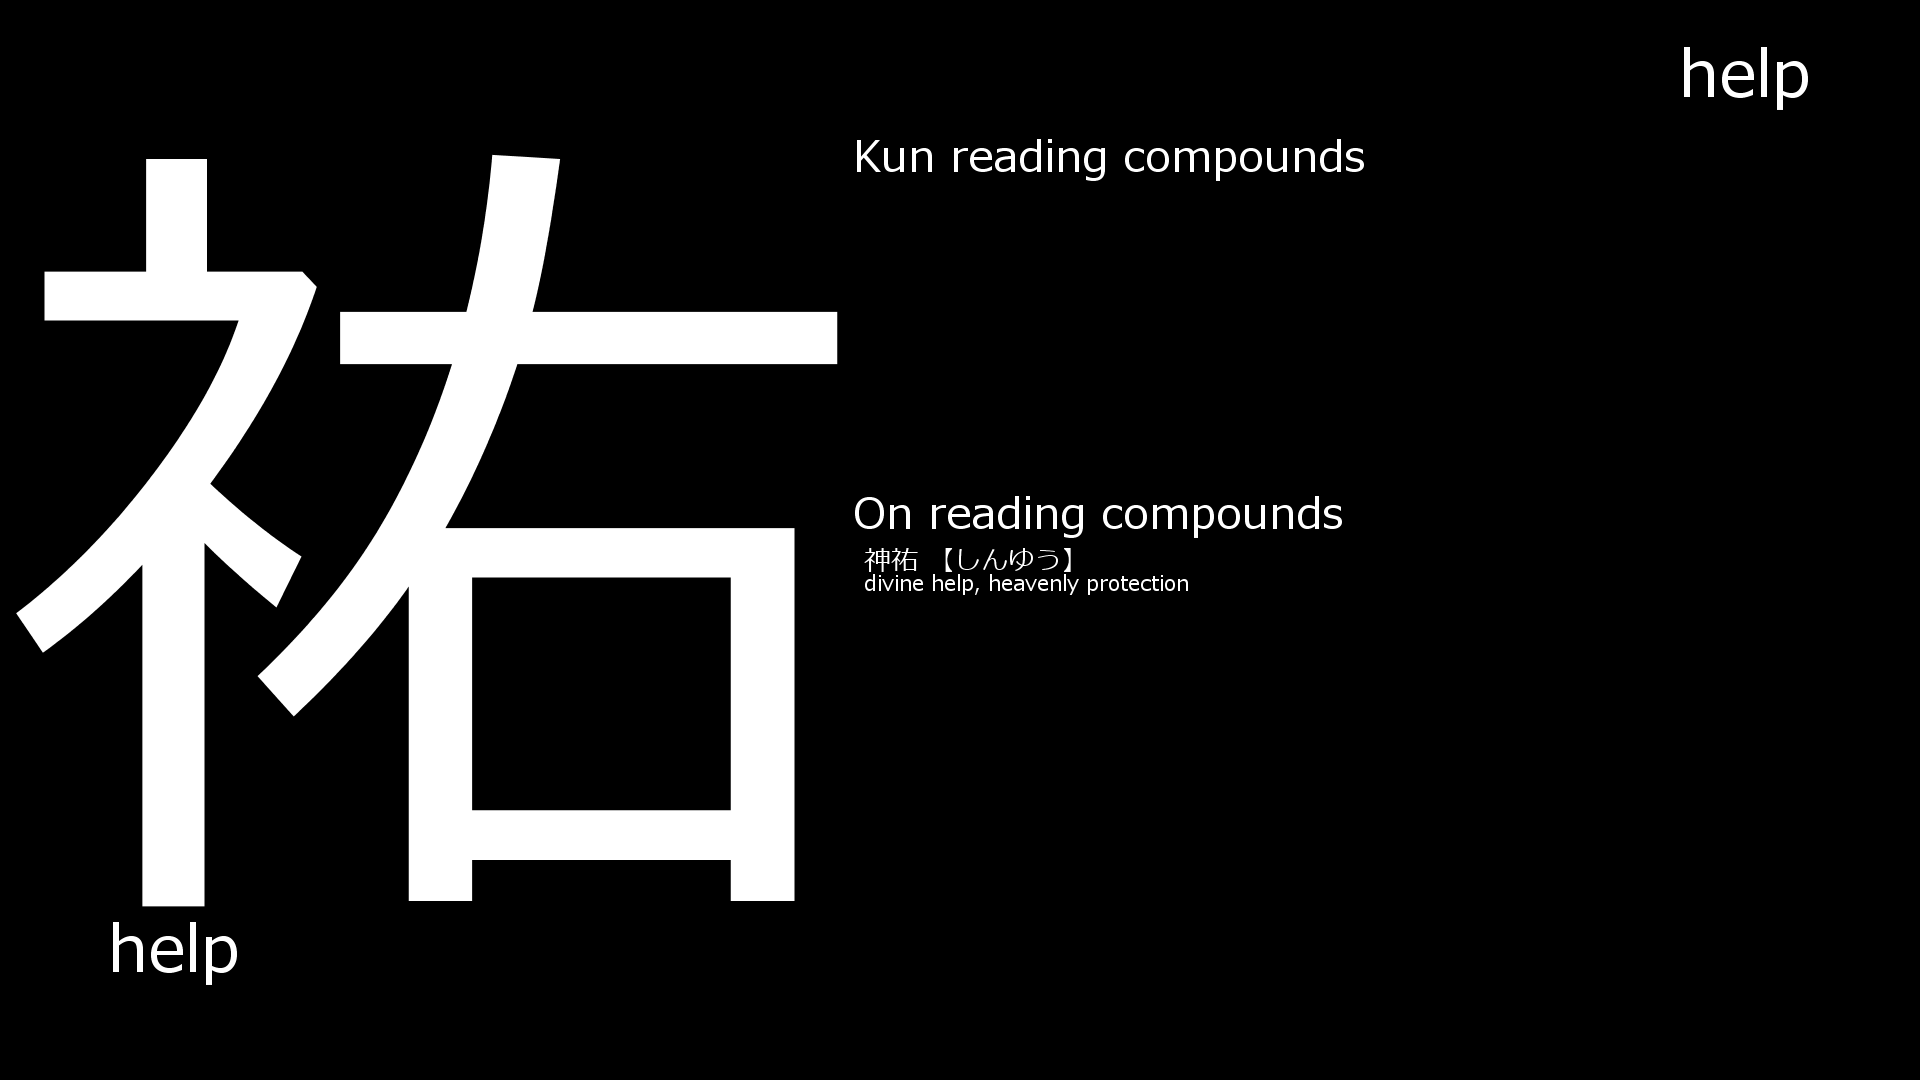 help
祐
Kun reading compounds
On reading compounds
神祐 【しんゆう】
divine help, heavenly protection
help